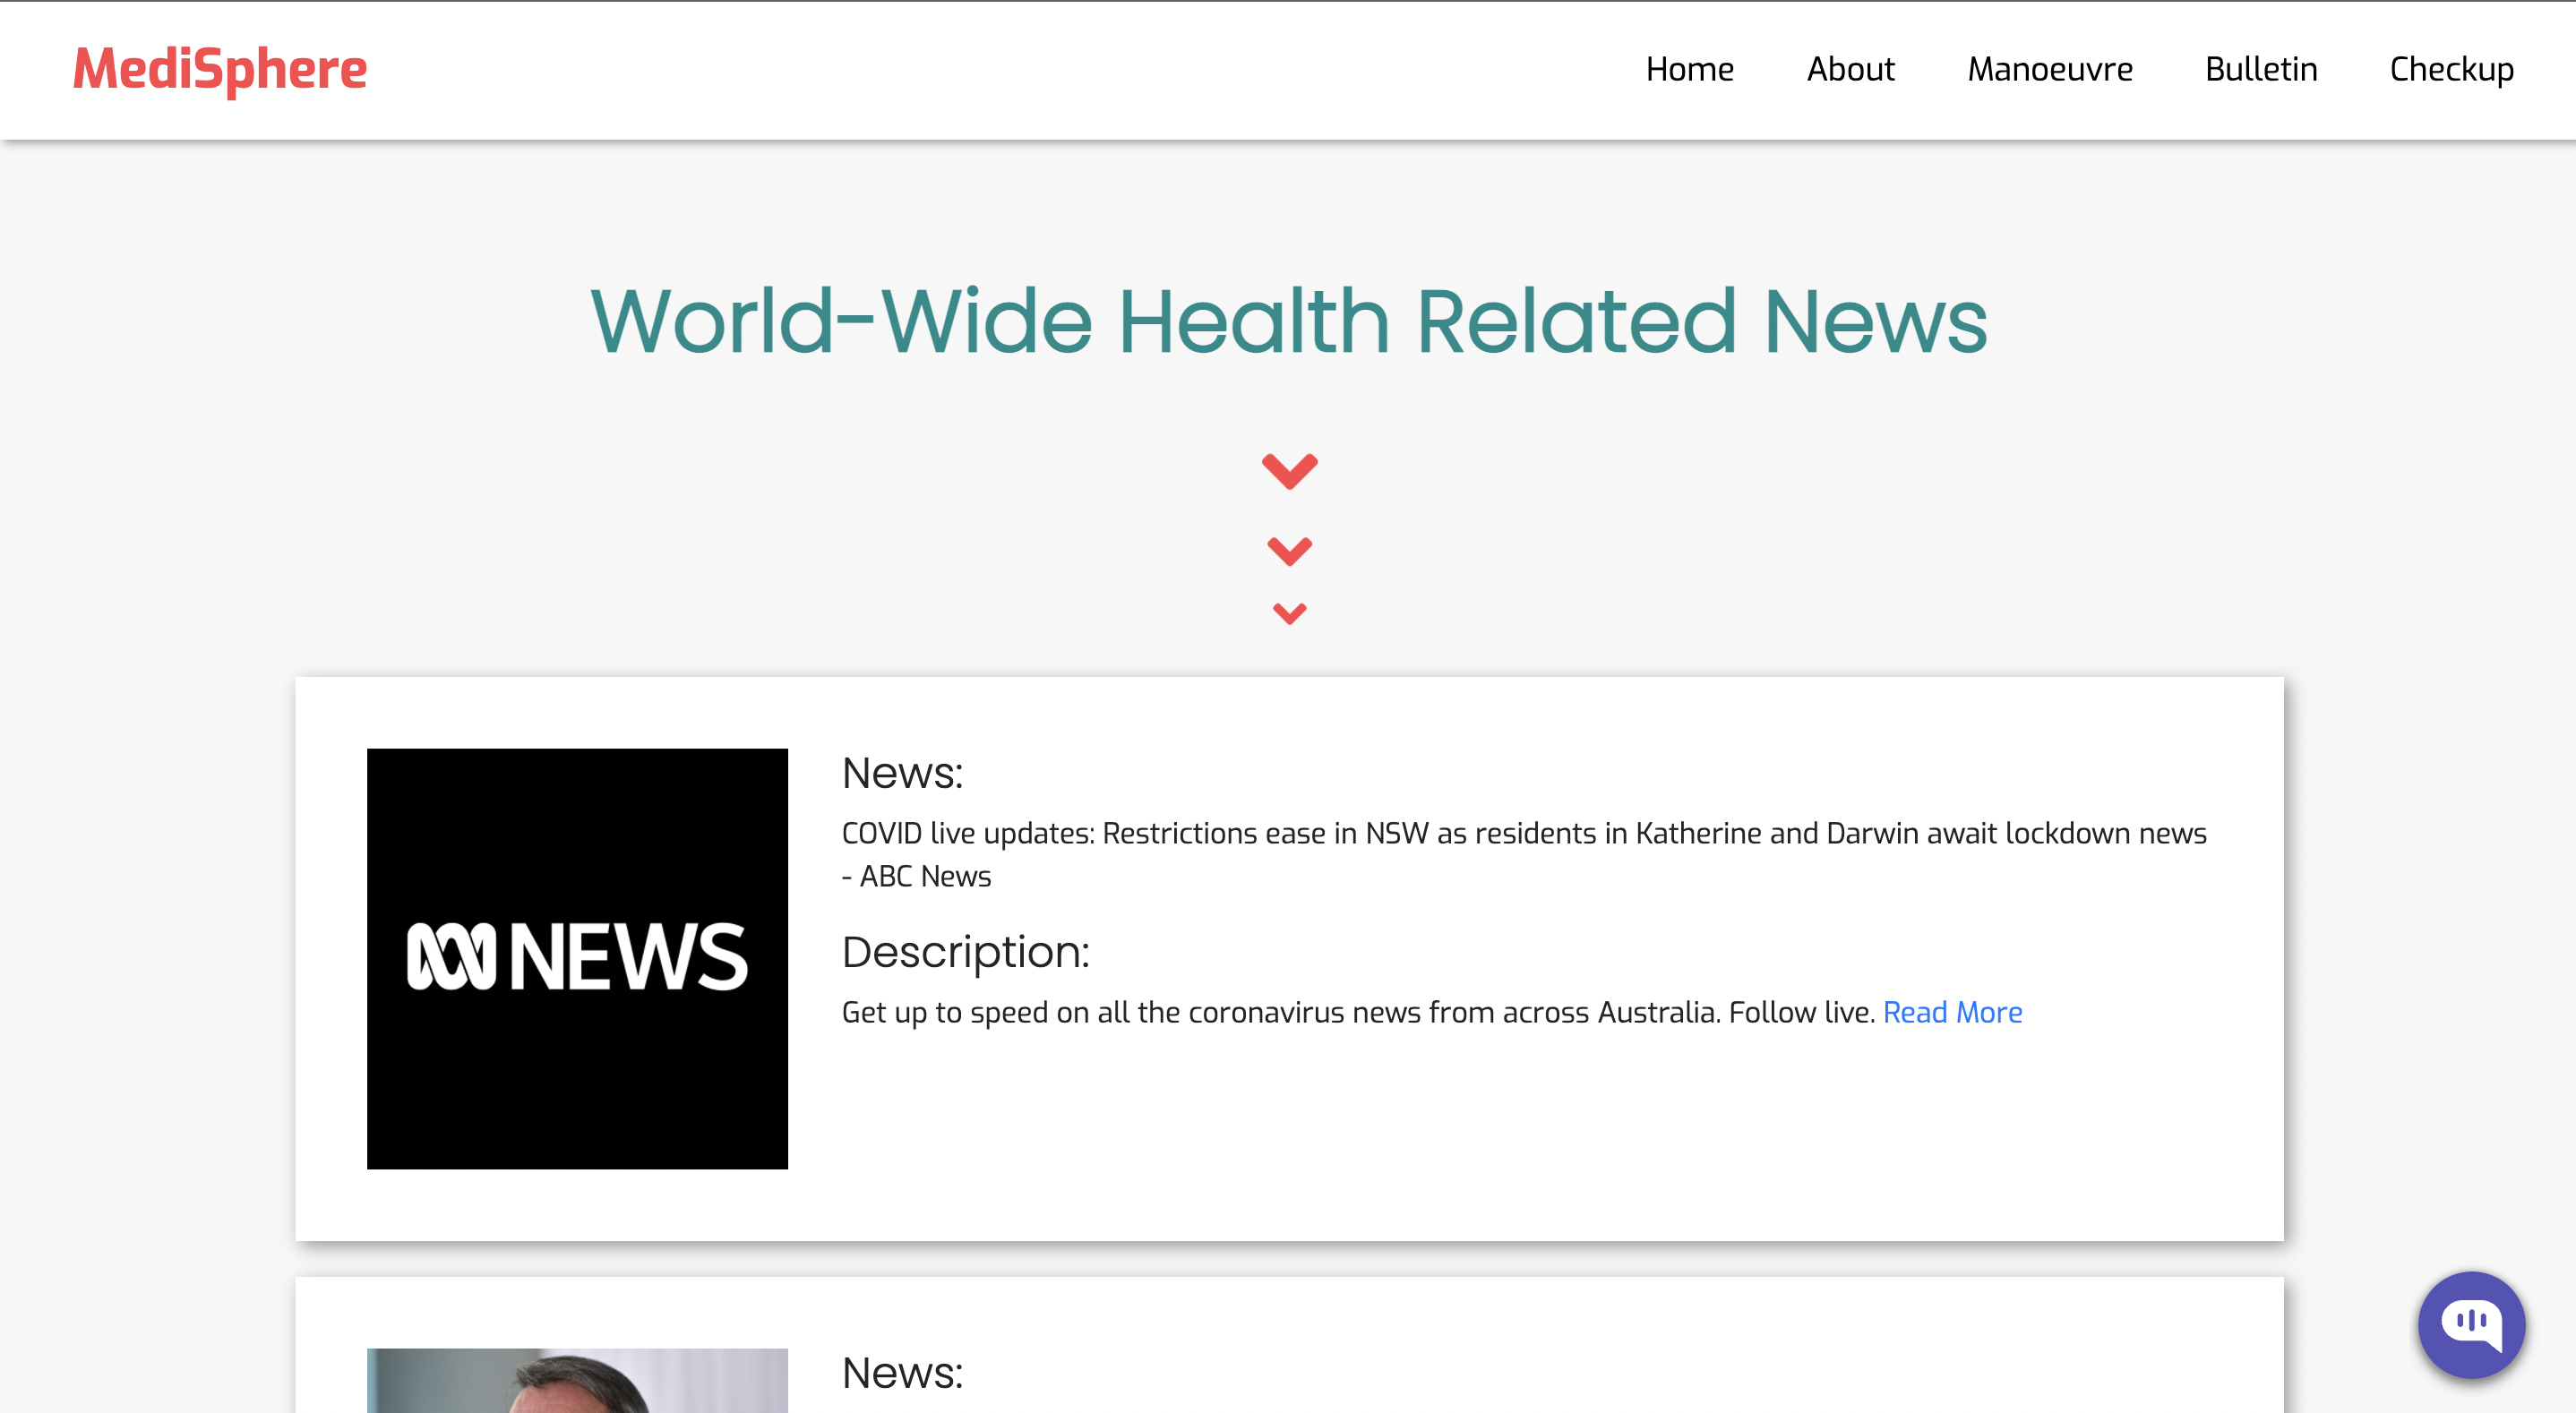 MediSphere
Home About Manoeuvre Bulletin Checkup
World-Wide Health Related News
NEWS
News:
COVID live updates: Restrictions ease in NSW as residents in Katherine and Darwin await lockdown news
- ABC News
Description:
Get up to speed on all the coronavirus news from across Australia. Follow live. Read More
News: